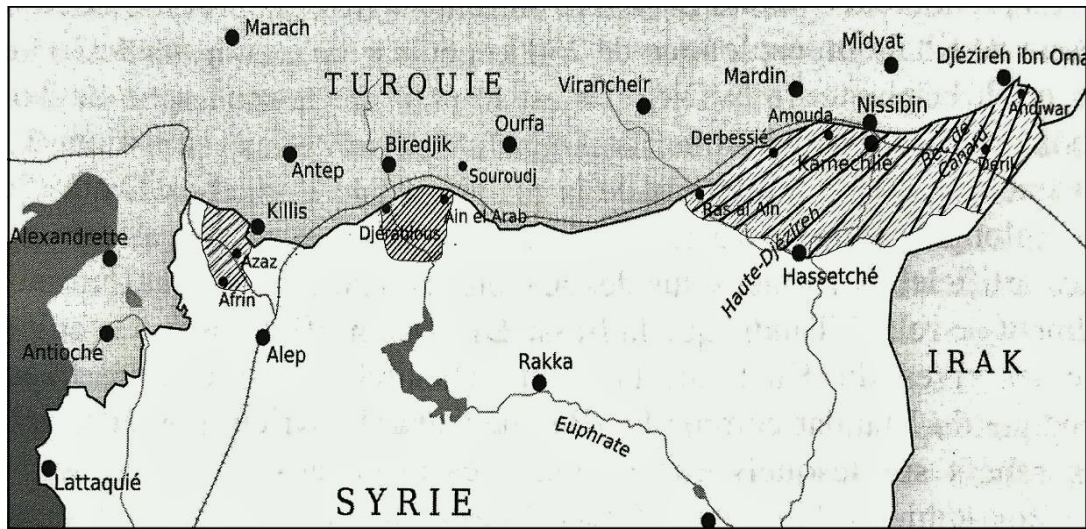 Marach
TURQUIE
Midyat
Djézireh ibn Oma
Virancheir
Mardin
Andiwar
Amouda
Nissibin
Ourfa
Derbessié
Biredjik
Bec de
Canard
Antep
Souroudj
Kamechlié
Derik
Killis
Ain el Arab
Ras al Ain
Alexandrette
Djerablous
Azaz
Haute-Djézireh
Hassetché
Afrin
Antioche
Alep
Rakka
IRAK
Euphrate
Lattaquié
SYRIE